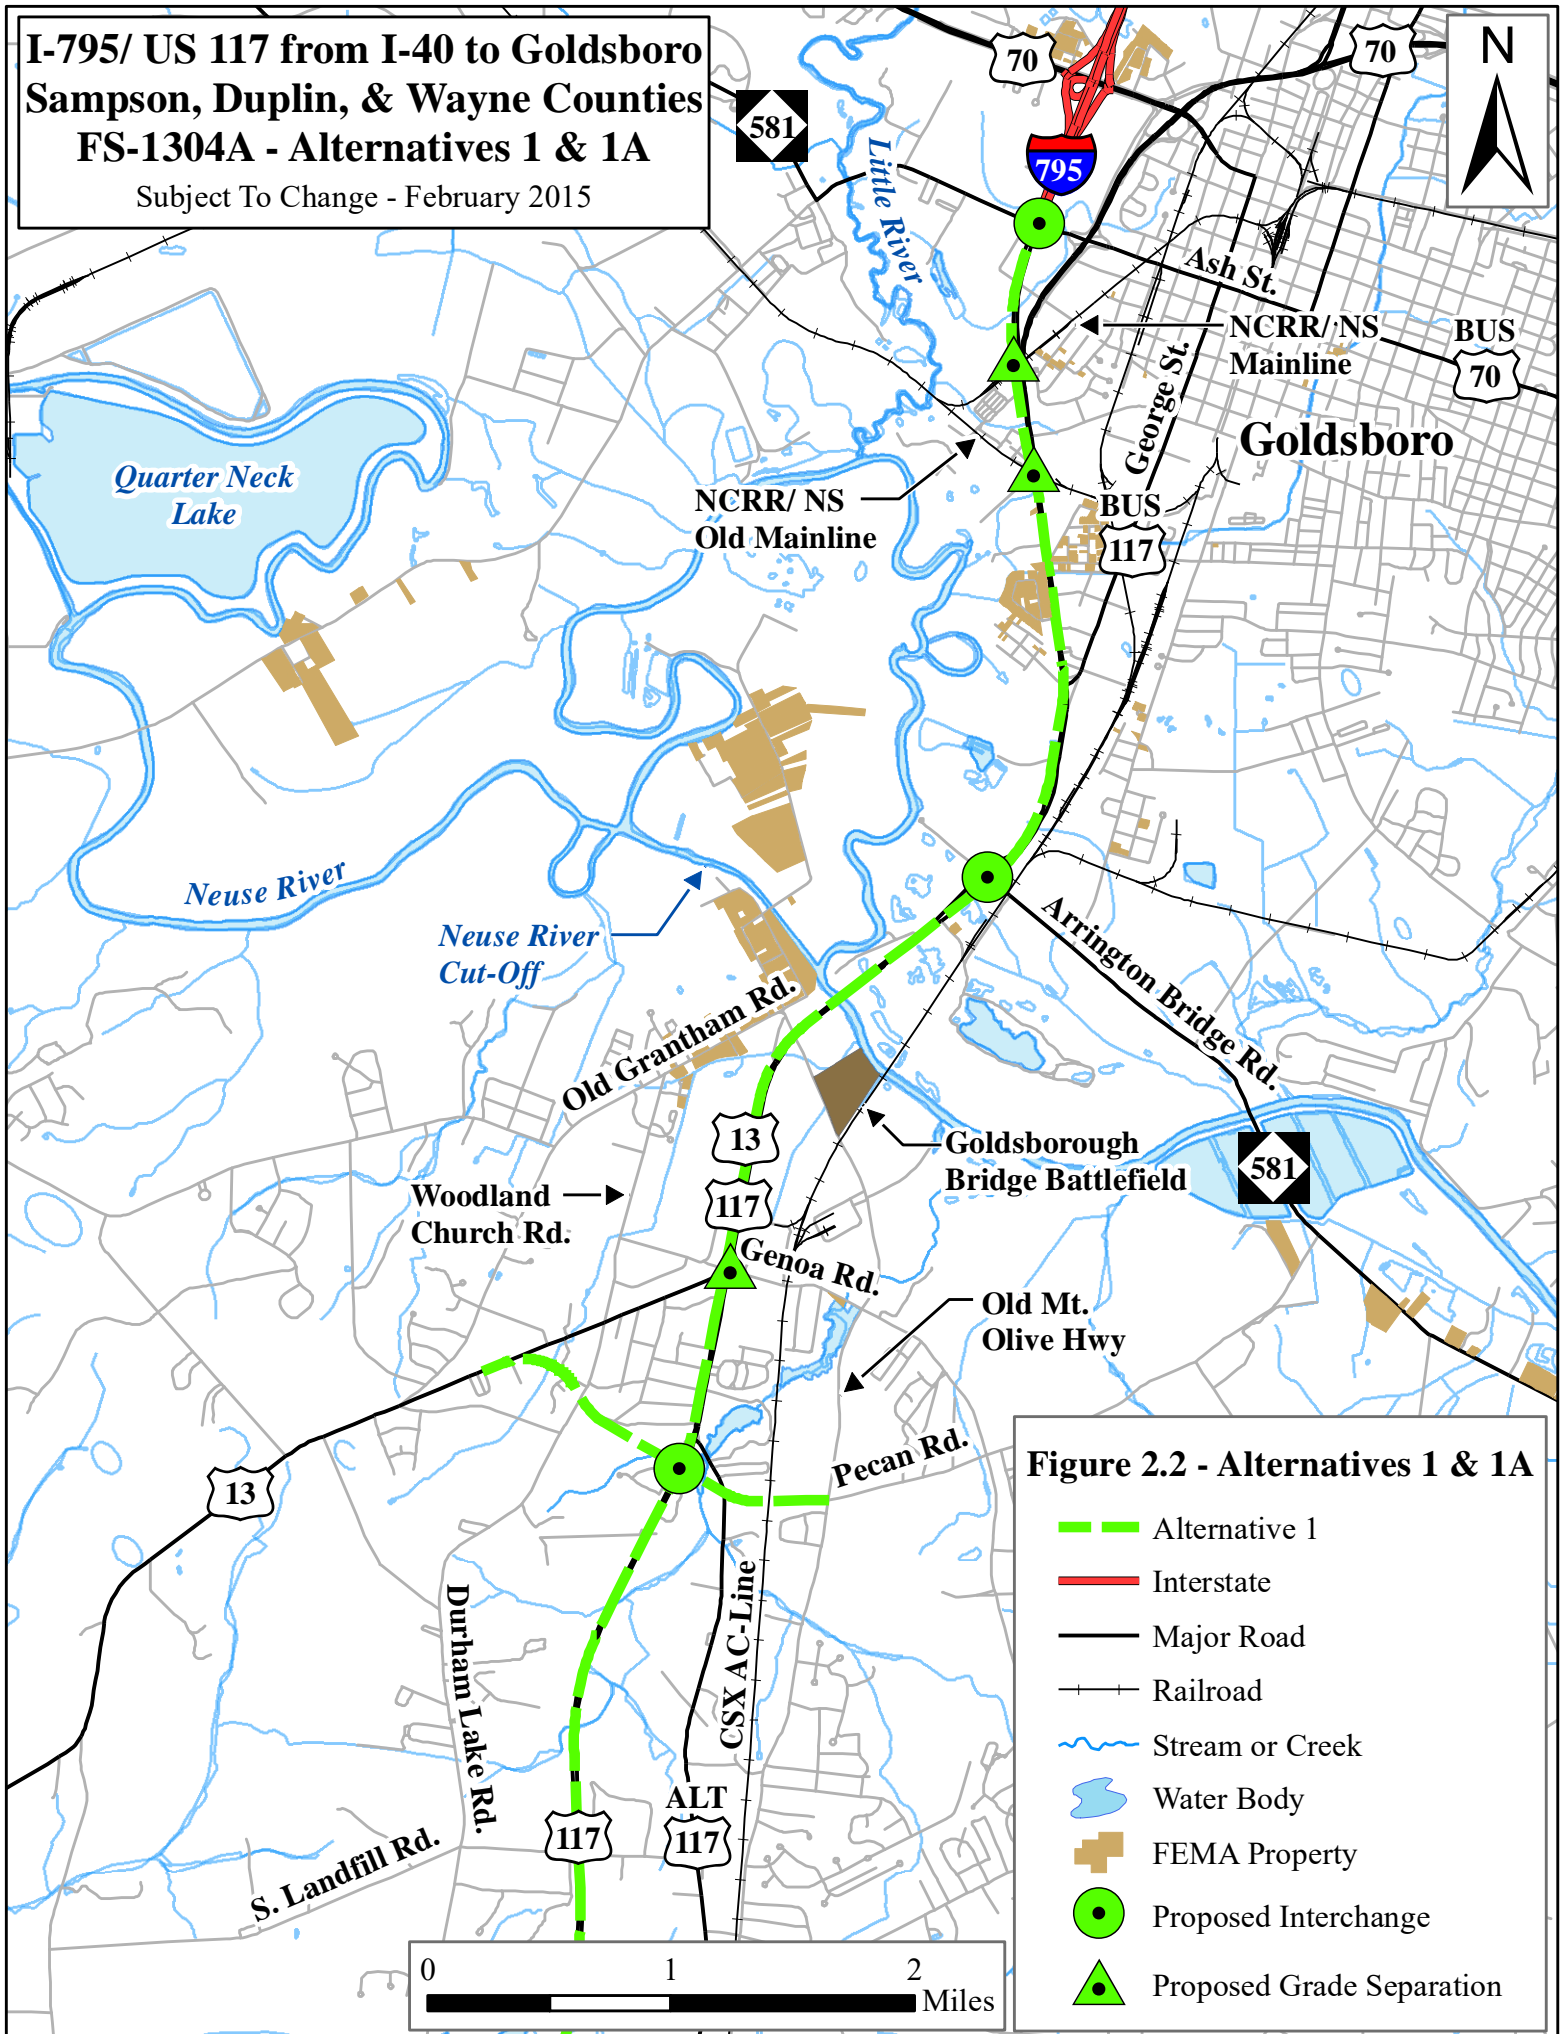 I-795/ US 117 from I-40 to Goldsboro
Sampson, Duplin, & Wayne Counties
FS-1304A - Alternatives 1 & 1A
Subject To Change - February 2015
70
70
N
581
795
Little River
Ash St.
NCRR/ NS
Mainline
BUS
70
George St.
Goldsboro
Quarter Neck
Lake
NCRR/ NS
Old Mainline
BUS
117
Neuse River
Neuse River
Cut-Off
Arrington Bridge Rd.
Old Grantham Rd.
13
Goldsborough
Bridge Battlefield
581
Woodland
Church Rd.
117
Genoa Rd.
Old Mt.
Olive Hwy
Pecan Rd.
13
Durham Lake Rd.
CSX AC-Line
ALT
117
117
S. Landfill Rd.
Figure 2.2 - Alternatives 1 & 1A
Alternative 1
Interstate
Major Road
Railroad
Stream or Creek
Water Body
FEMA Property
Proposed Interchange
Proposed Grade Separation
0 1 2
Miles